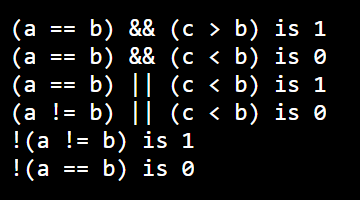 (a == b) && (c > b) is 1
(a == b) && (c < b) is 0
(a == b) || (c < b) is 1
(a != b) || (c < b) is 0
!(a != b) is 1
!(a == b) is 0